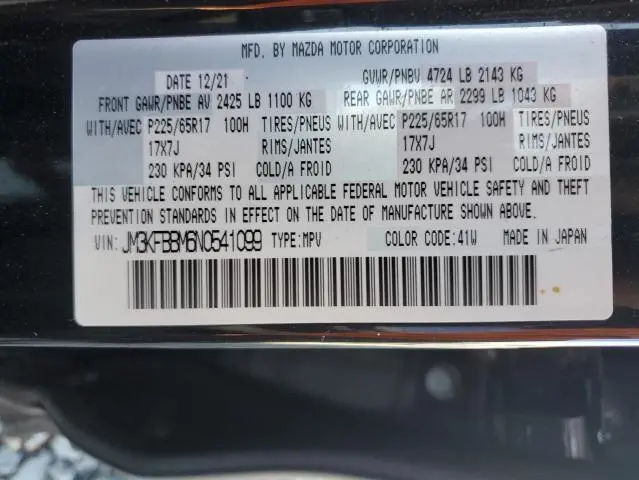 MFD. BY MAZDA MOTOR CORPORATION
DATE 12/21 GVWR/PNBV 4724 LB 2143 KG
FRONT GAWR/PNBE AV 2425 LB 1100 KG REAR GAWR/PNBE AR 2299 LB 1043 KG
WITH/AVEC P225/65R17 100H TIRES/PNEUS WITH/AVEC P225/65R17 100H TIRES/PNEUS
17X7J RIMS/JANTES 17X7J RIMS/JANTES
230 KPA/34 PSI COLD/A FROID 230 KPA/34 PSI COLD/A FROID
THIS VEHICLE CONFORMS TO ALL APPLICABLE FEDERAL MOTOR VEHICLE SAFETY AND THEFT
PREVENTION STANDARDS IN EFFECT ON THE DATE OF MANUFACTURE SHOWN ABOVE.
VIN: JM3KFBBM6N0541099 TYPE:MPV COLOR CODE:41W MADE IN JAPAN